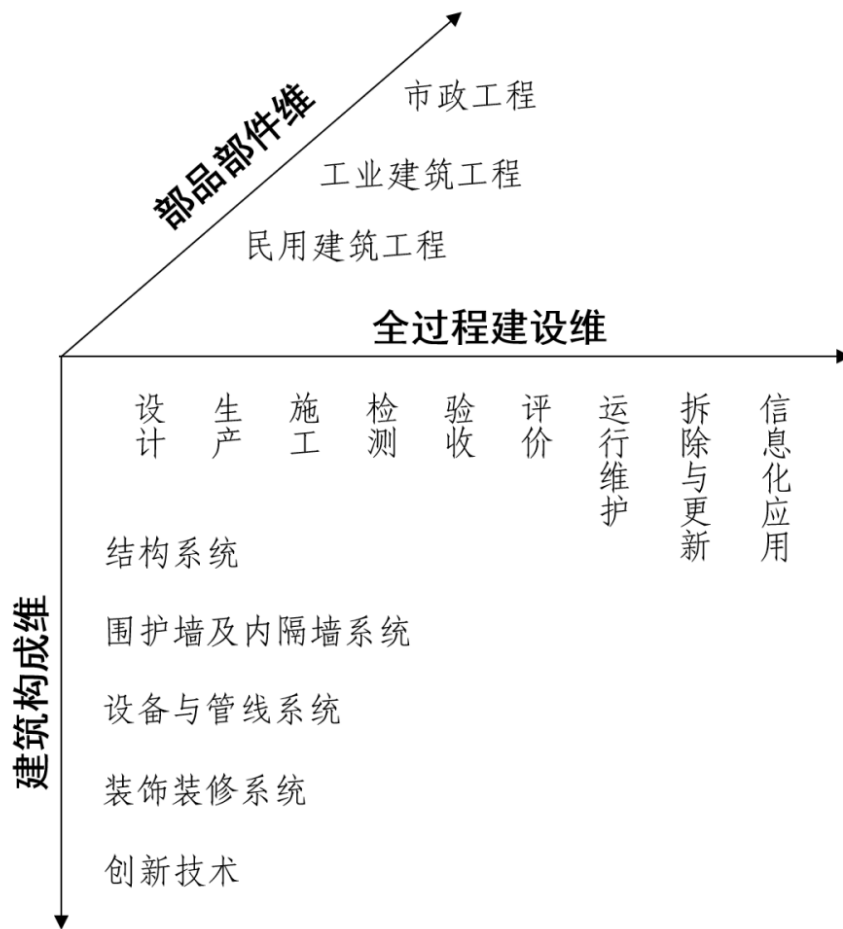 部品部件维
市政工程
工业建筑工程
民用建筑工程
全过程建设维
设计
生产
施工
检测
验收
评价
运行维护
拆除与更新
信息化应用
建筑构成维
结构系统
围护墙及内隔墙系统
设备与管线系统
装饰装修系统
创新技术